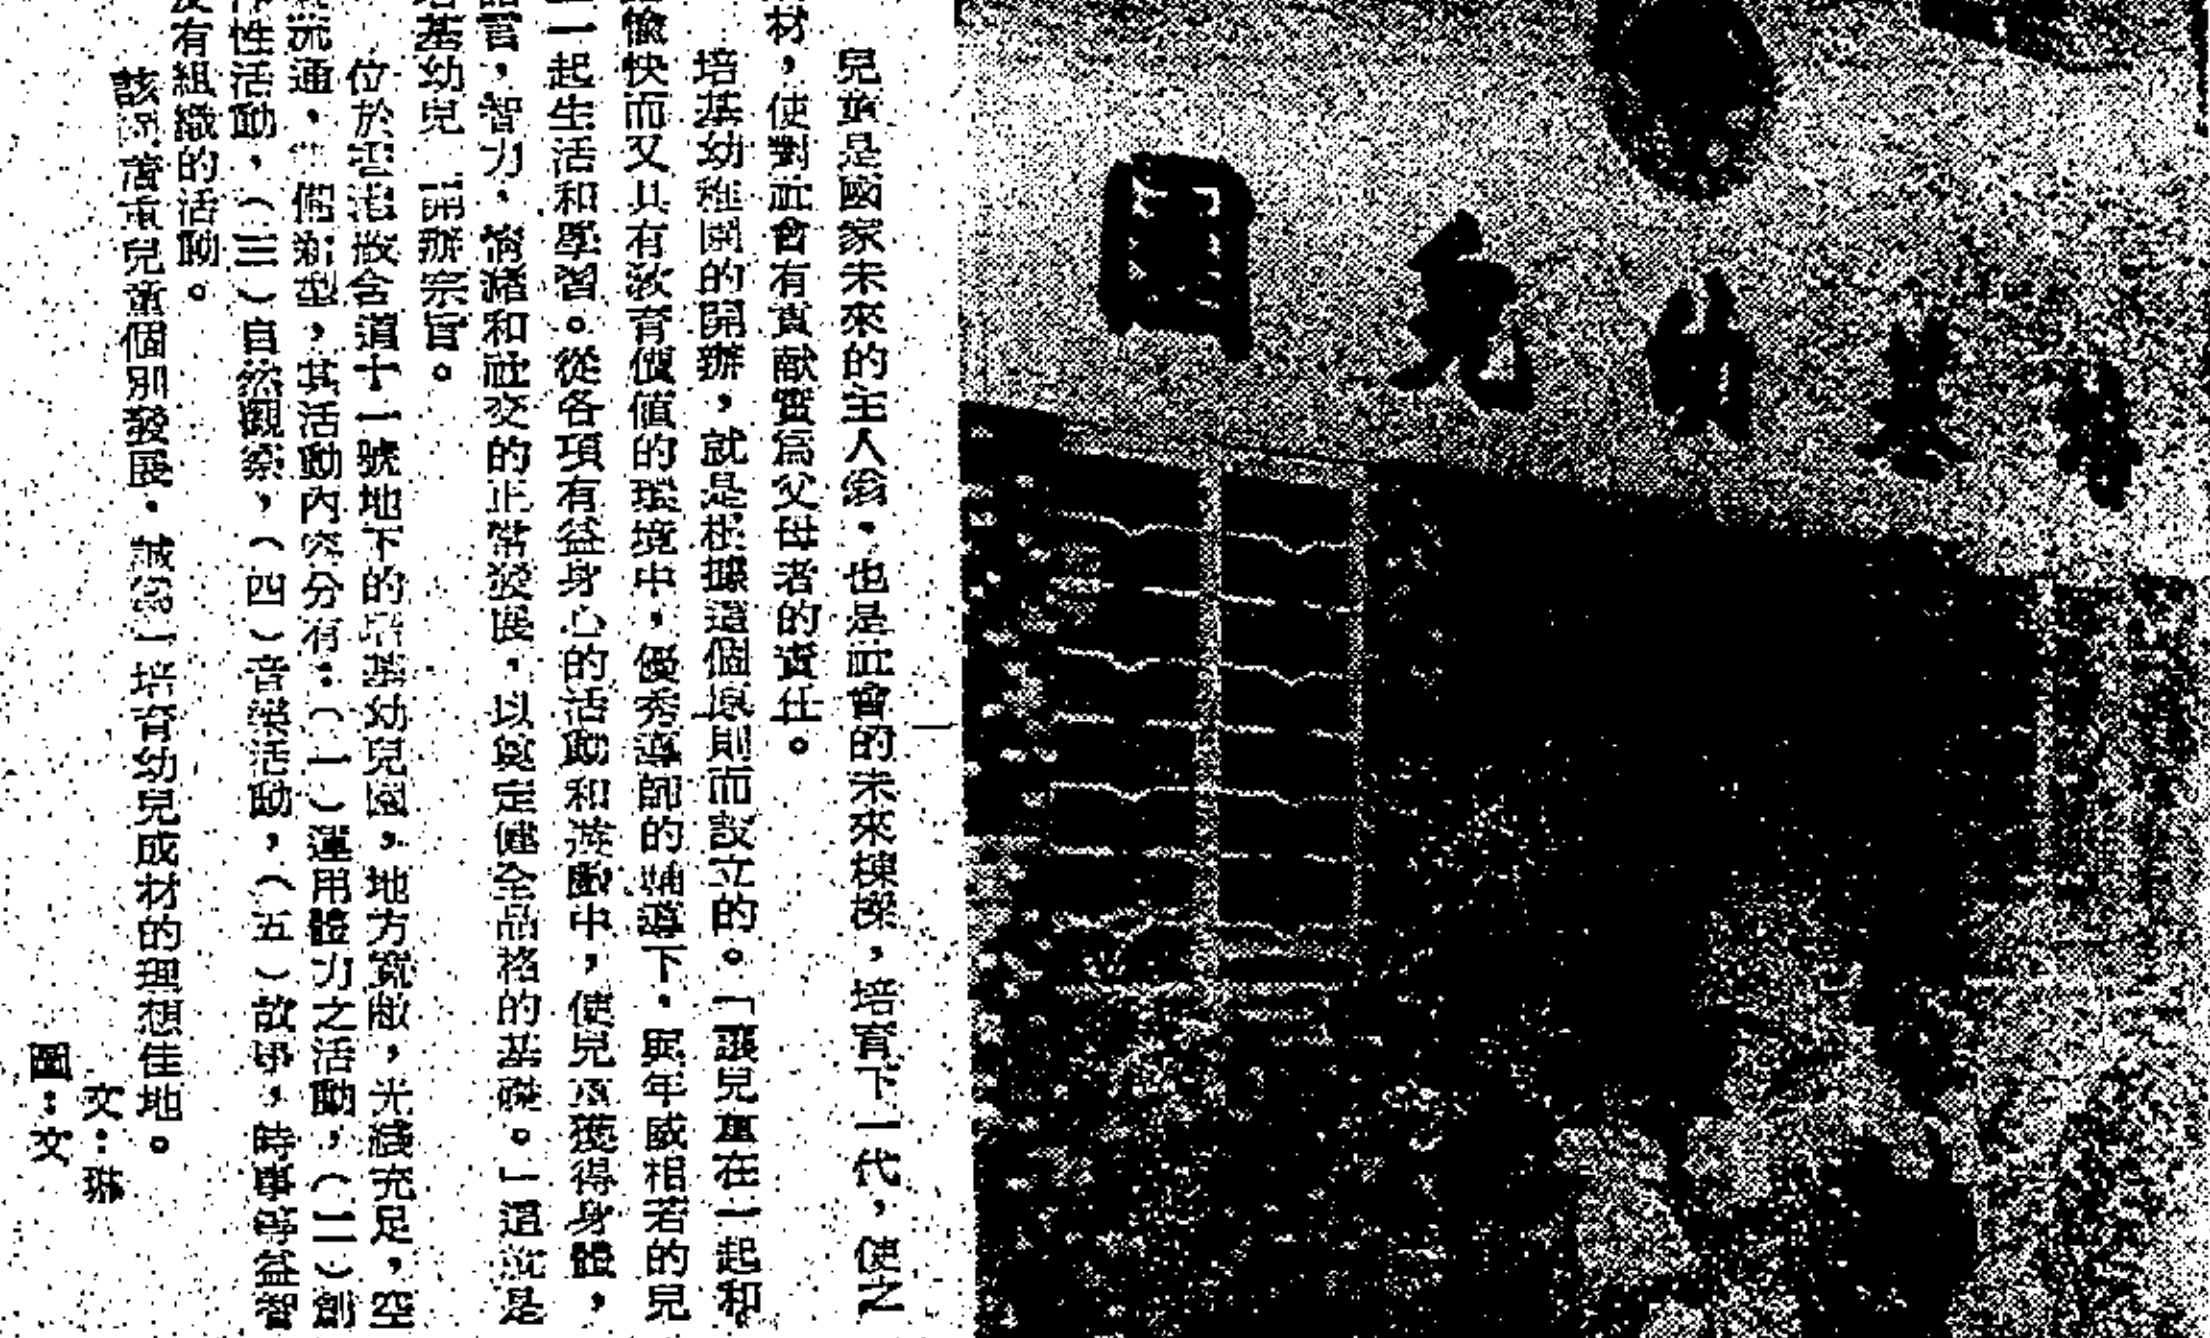 培基幼兒園
兒童是國家未來的主人翁，也是社會的未來棟樑，培育下一代，使之
材，使對社會有貢献實爲父母者的責任。
培基幼稚園的開辦，就是根據這個原則而設立的。「讓兒童在一起和
愉快而又具有教育價值的環境中，優秀導師的輔導下，與年歲相若的兒
一起生活和學習。從各項有益身心的活動和遊戲中，使兒童獲得身體，
言，智力，情緒和社交的正常發展，以奠定健全品格的基礎。」這就是
基幼兒園開辦宗旨。
位於
含道十一號地下的培基幼兒園，地方寬敞，光綫充足，空
流通，
新型，其活動內容分有：（一）運用體力之活動，（二）創
性活動，（三）自然觀察，（四）音樂活動，（五）故事，時事等益智
有組織的活動。
該園着重兒童個別發展，誠爲一培育幼兒成材的理想佳地。
文：琳
圖：文